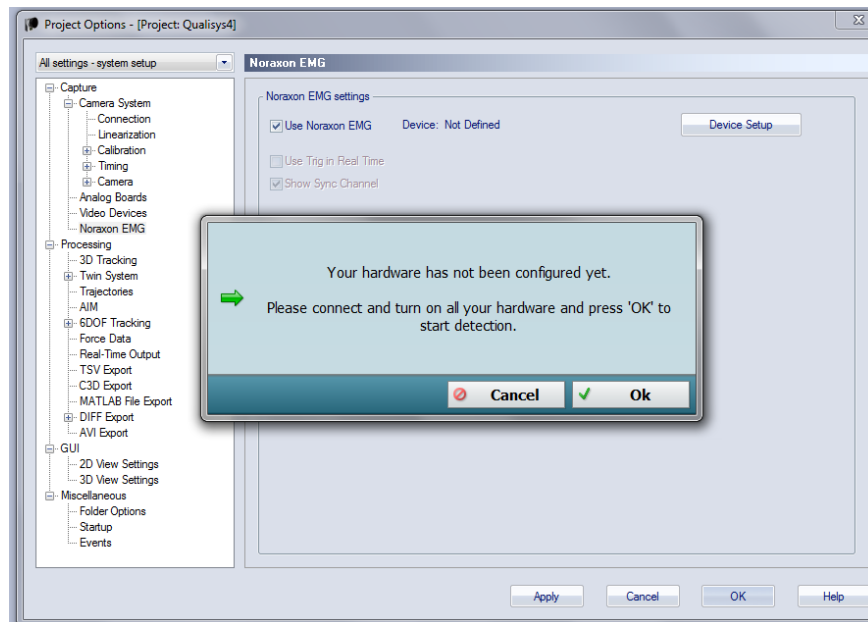 Project Options - [Project: Qualisys4]
All settings - system setup
Noraxon EMG
Capture
Camera System
Connection
Linearization
Calibration
Timing
Camera
Analog Boards
Video Devices
Noraxon EMG
Processing
3D Tracking
Twin System
Trajectories
AIM
6DOF Tracking
Force Data
Real-Time Output
TSV Export
C3D Export
MATLAB File Export
DIFF Export
AVI Export
GUI
2D View Settings
3D View Settings
Miscellaneous
Folder Options
Startup
Events
Noraxon EMG settings
Use Noraxon EMG Device: Not Defined Device Setup
Use Trig in Real Time
Show Sync Channel
Your hardware has not been configured yet.
Please connect and turn on all your hardware and press 'OK' to
start detection.
Cancel Ok
Apply Cancel OK Help